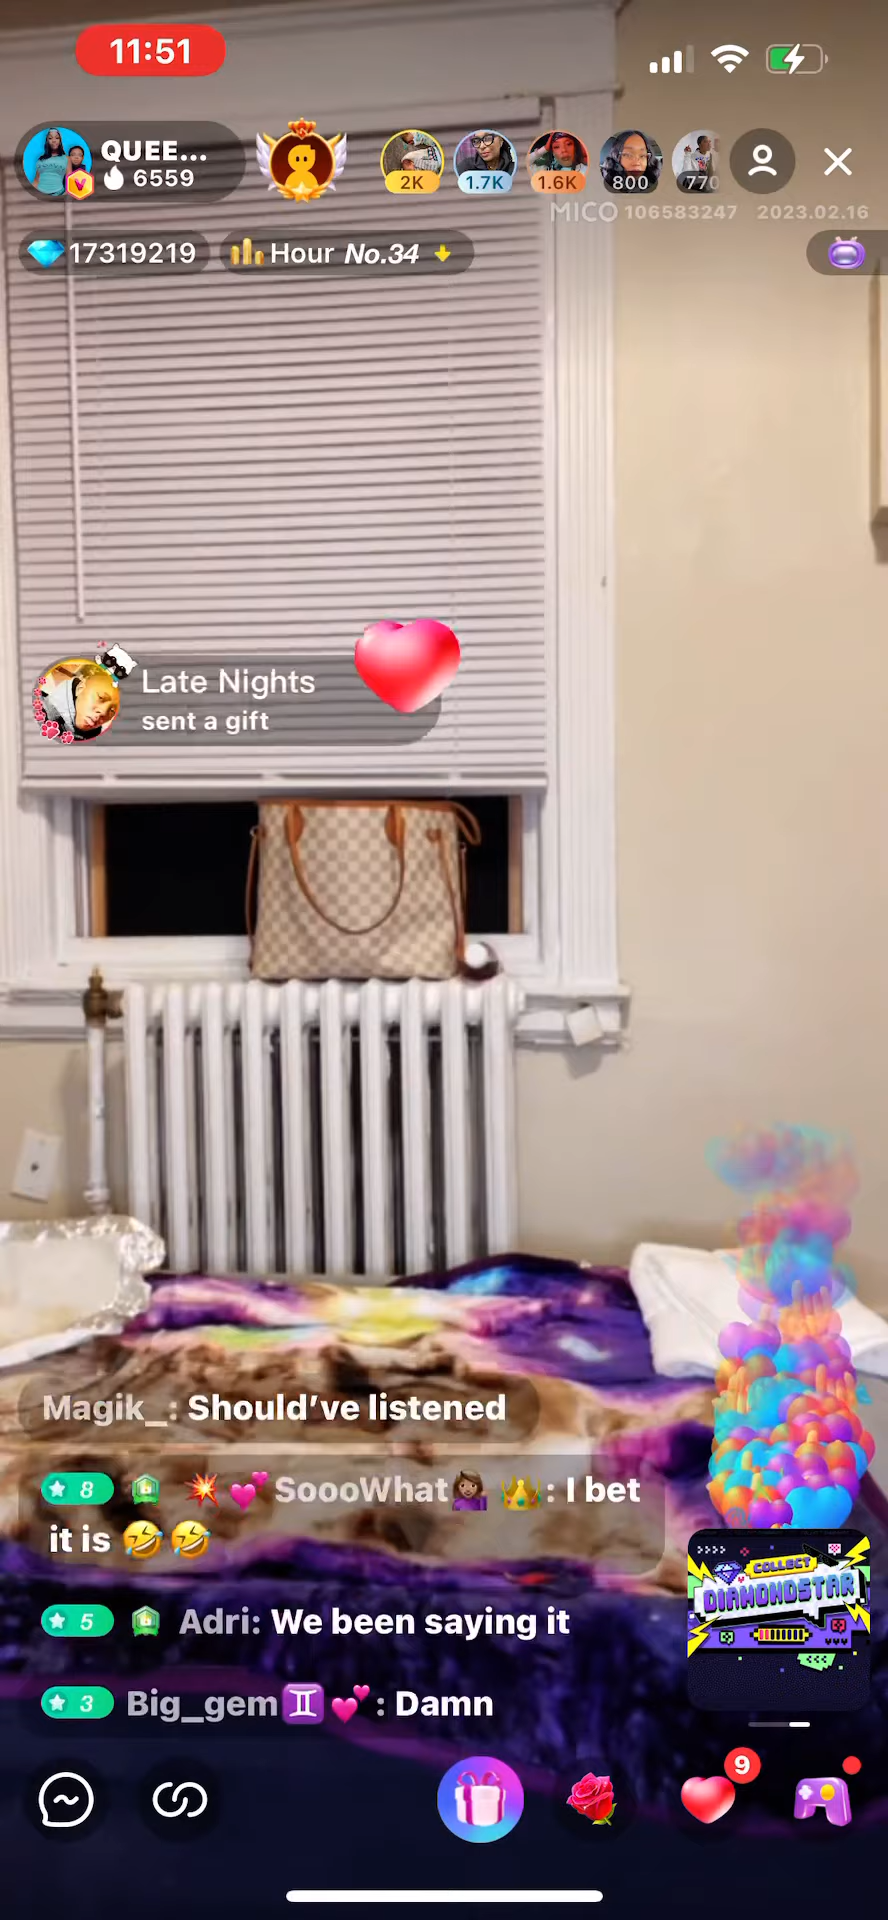 11:51
QUEE...
6559
2K
1.7K
1.6K
800
770
MICO 106583247 2023.02.16
17319219
Hour No.34
Late Nights
sent a gift
Magik_: Should've listened
8 💥💕SoooWhat💁🏽‍♀️👑: I bet
it is 🤣🤣
5 Adri: We been saying it
3 Big_gem♊💕: Damn
COLLECT
DIAMONDSTAR
9